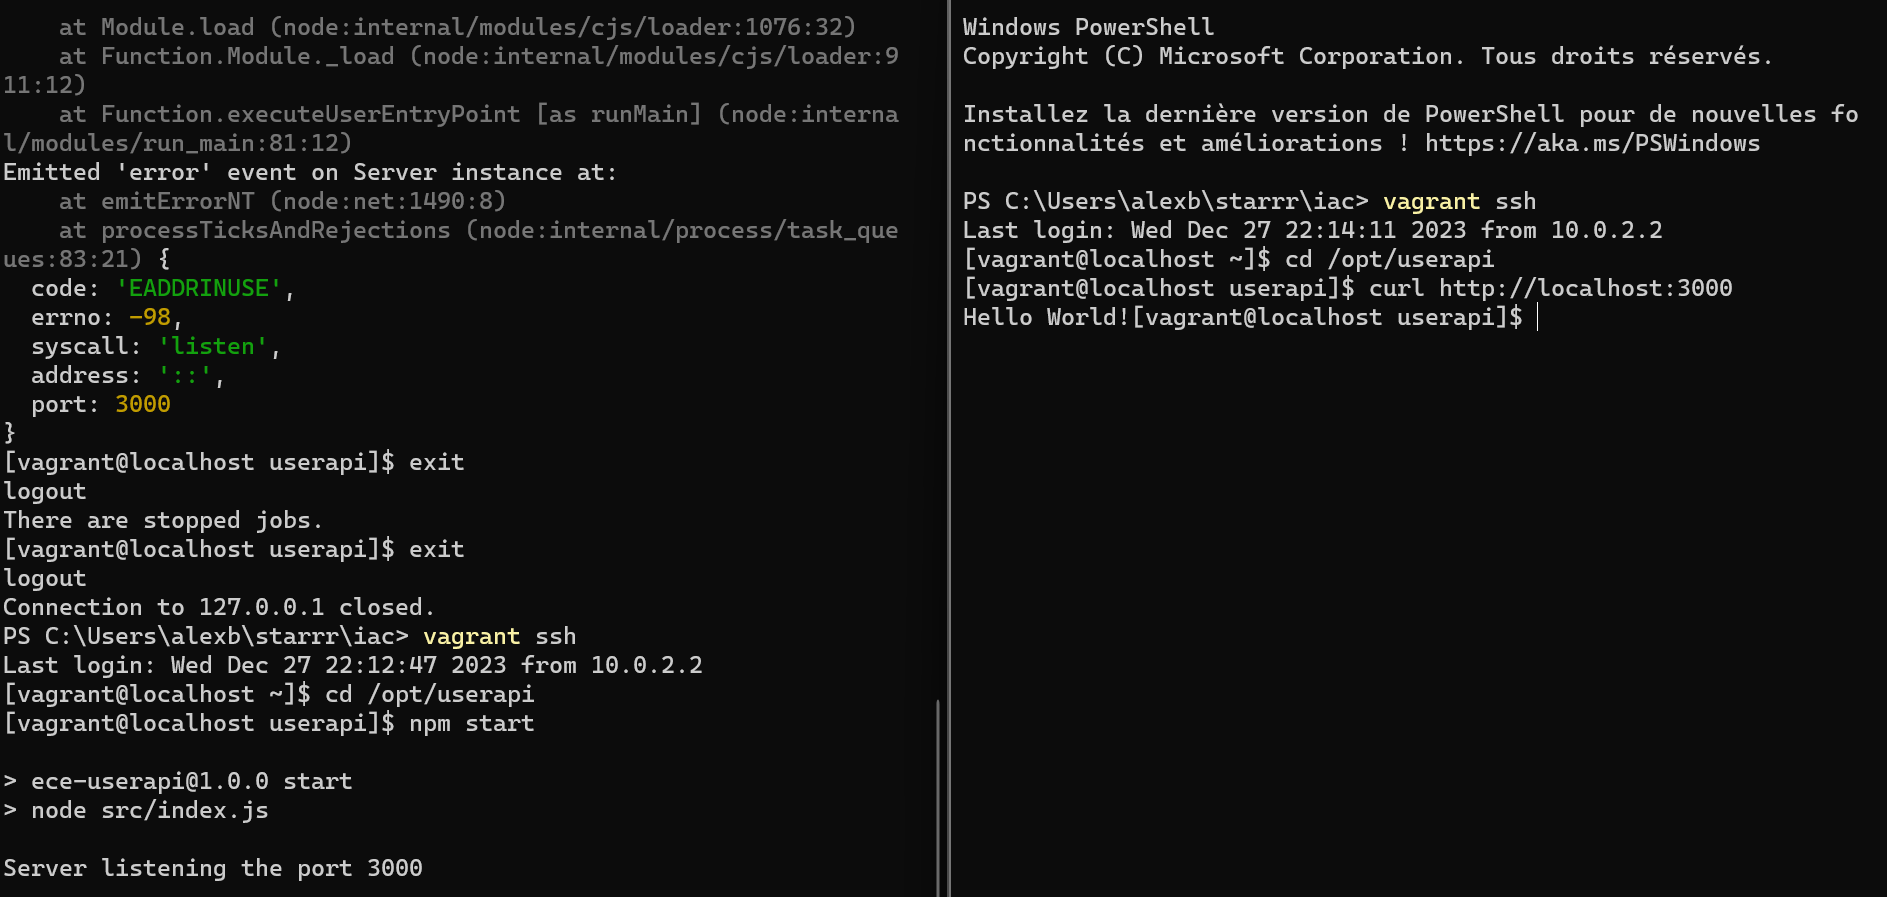 at Module.load (node:internal/modules/cjs/loader:1076:32)
    at Function.Module._load (node:internal/modules/cjs/loader:9
11:12)
    at Function.executeUserEntryPoint [as runMain] (node:interna
l/modules/run_main:81:12)
Emitted 'error' event on Server instance at:
    at emitErrorNT (node:net:1490:8)
    at processTicksAndRejections (node:internal/process/task_que
ues:83:21) {
  code: 'EADDRINUSE',
  errno: -98,
  syscall: 'listen',
  address: '::',
  port: 3000
}
[vagrant@localhost userapi]$ exit
logout
There are stopped jobs.
[vagrant@localhost userapi]$ exit
logout
Connection to 127.0.0.1 closed.
PS C:\Users\alexb\starrr\iac> vagrant ssh
Last login: Wed Dec 27 22:12:47 2023 from 10.0.2.2
[vagrant@localhost ~]$ cd /opt/userapi
[vagrant@localhost userapi]$ npm start

> ece-userapi@1.0.0 start
> node src/index.js

Server listening the port 3000
Windows PowerShell
Copyright (C) Microsoft Corporation. Tous droits réservés.

Installez la dernière version de PowerShell pour de nouvelles fo
nctionnalités et améliorations ! https://aka.ms/PSWindows

PS C:\Users\alexb\starrr\iac> vagrant ssh
Last login: Wed Dec 27 22:14:11 2023 from 10.0.2.2
[vagrant@localhost ~]$ cd /opt/userapi
[vagrant@localhost userapi]$ curl http://localhost:3000
Hello World![vagrant@localhost userapi]$